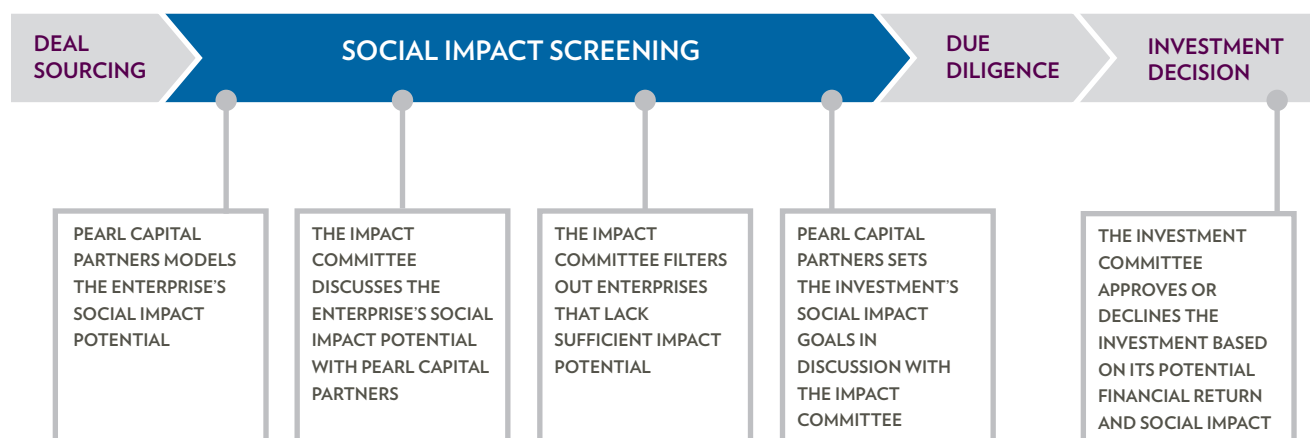 DEAL
SOURCING
SOCIAL IMPACT SCREENING
DUE
DILIGENCE
INVESTMENT
DECISION
PEARL CAPITAL
PARTNERS MODELS
THE ENTERPRISE'S
SOCIAL IMPACT
POTENTIAL
THE IMPACT
COMMITTEE
DISCUSSES THE
ENTERPRISE'S SOCIAL
IMPACT POTENTIAL
WITH PEARL CAPITAL
PARTNERS
THE IMPACT
COMMITTEE FILTERS
OUT ENTERPRISES
THAT LACK
SUFFICIENT IMPACT
POTENTIAL
PEARL CAPITAL
PARTNERS SETS
THE INVESTMENT'S
SOCIAL IMPACT
GOALS IN
DISCUSSION WITH
THE IMPACT
COMMITTEE
THE INVESTMENT
COMMITTEE
APPROVES OR
DECLINES THE
INVESTMENT BASED
ON ITS POTENTIAL
FINANCIAL RETURN
AND SOCIAL IMPACT